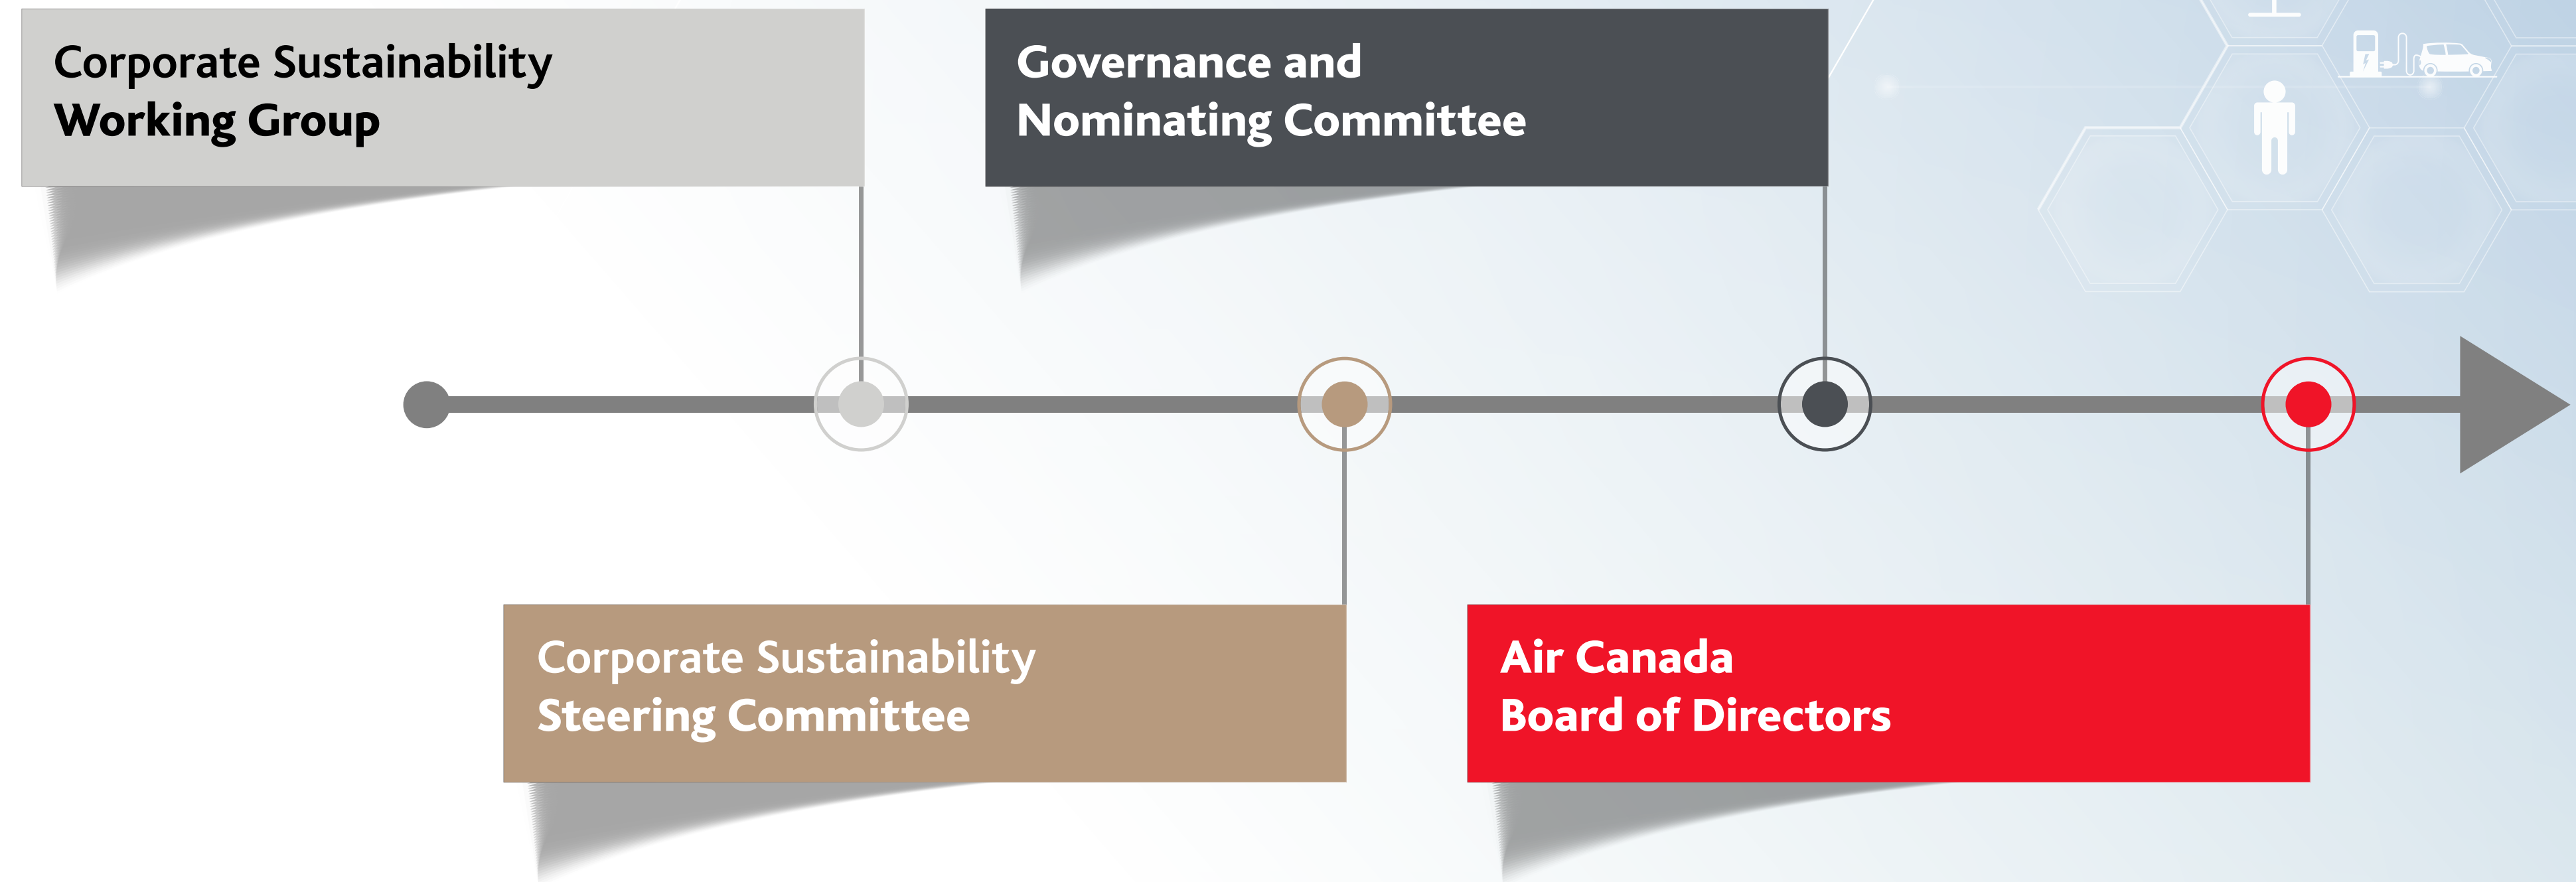 Corporate Sustainability
Working Group
Governance and
Nominating Committee
Corporate Sustainability
Steering Committee
Air Canada
Board of Directors